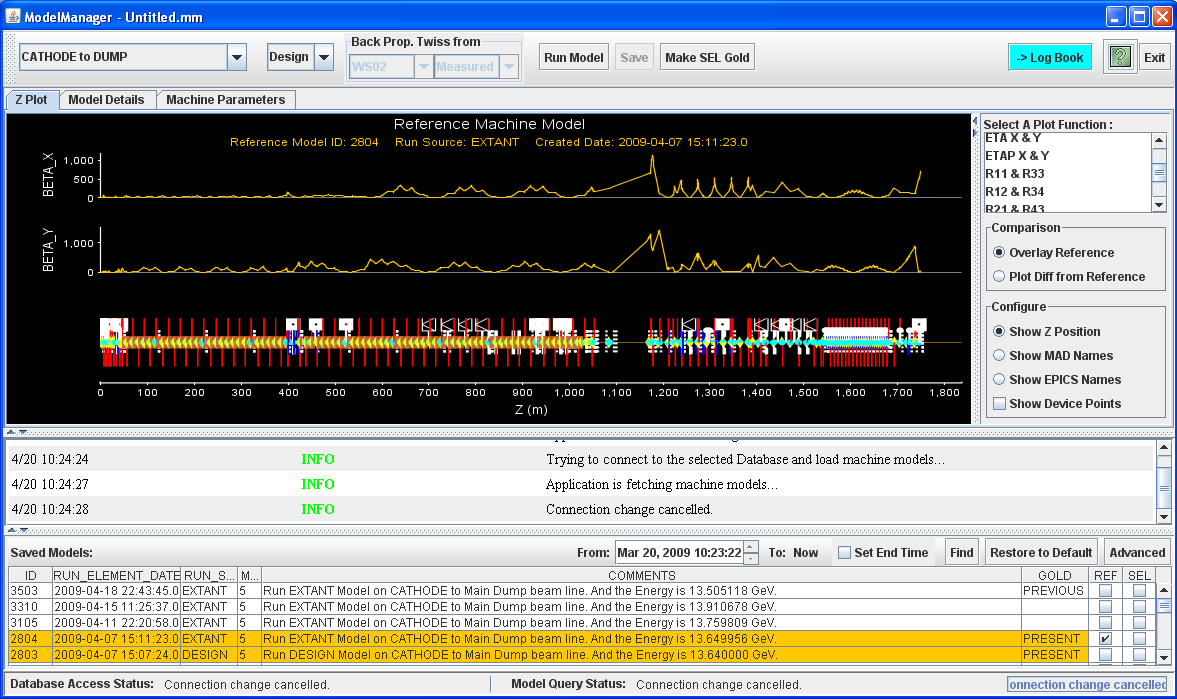 ModelManager - Untitled.mm
CATHODE to DUMP
Design
Back Prop. Twiss from
WS02
Measured
Run Model
Save
Make SEL Gold
-> Log Book
?
Exit
Z Plot
Model Details
Machine Parameters
Reference Machine Model
Reference Model ID: 2804 Run Source: EXTANT Created Date: 2009-04-07 15:11:23.0
BETA_X
1,000
500
0
BETA_Y
1,000
0
0 100 200 300 400 500 600 700 800 900 1,000 1,100 1,200 1,300 1,400 1,500 1,600 1,700 1,800
Z (m)
Select A Plot Function :
ETA X & Y
ETAP X & Y
R11 & R33
R12 & R34
R21 & R43
Comparison
Overlay Reference
Plot Diff from Reference
Configure
Show Z Position
Show MAD Names
Show EPICS Names
Show Device Points
4/20 10:24:24 INFO Trying to connect to the selected Database and load machine models...
4/20 10:24:27 INFO Application is fetching machine models...
4/20 10:24:28 INFO Connection change cancelled.
Saved Models:
From: Mar 20, 2009 10:23:22 To: Now
Set End Time
Find
Restore to Default
Advanced
ID RUN_ELEMENT_DATE RUN_S... M... COMMENTS GOLD REF SEL
3503 2009-04-18 22:43:45.0 EXTANT 5 Run EXTANT Model on CATHODE to Main Dump beam line. And the Energy is 13.505118 GeV. PREVIOUS
3310 2009-04-15 11:25:37.0 EXTANT 5 Run EXTANT Model on CATHODE to Main Dump beam line. And the Energy is 13.910678 GeV.
3105 2009-04-11 22:20:58.0 EXTANT 5 Run EXTANT Model on CATHODE to Main Dump beam line. And the Energy is 13.759809 GeV.
2804 2009-04-07 15:11:23.0 EXTANT 5 Run EXTANT Model on CATHODE to Main Dump beam line. And the Energy is 13.649956 GeV. PRESENT
2803 2009-04-07 15:07:24.0 DESIGN 5 Run DESIGN Model on CATHODE to Main Dump beam line. And the Energy is 13.640000 GeV. PRESENT
Database Access Status: Connection change cancelled.
Model Query Status: Connection change cancelled.
onnection change cancelled